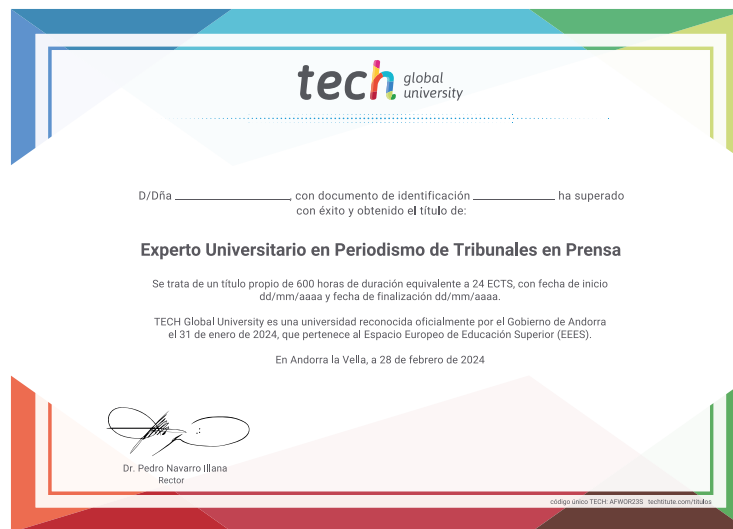 tech global university
D/Dña ____________________, con documento de identificación ______________ ha superado
con éxito y obtenido el título de:
Experto Universitario en Periodismo de Tribunales en Prensa
Se trata de un título propio de 600 horas de duración equivalente a 24 ECTS, con fecha de inicio
dd/mm/aaaa y fecha de finalización dd/mm/aaaa.
TECH Global University es una universidad reconocida oficialmente por el Gobierno de Andorra
el 31 de enero de 2024, que pertenece al Espacio Europeo de Educación Superior (EEES).
En Andorra la Vella, a 28 de febrero de 2024
Dr. Pedro Navarro Illana
Rector
código único TECH: AFWOR23S techtitute.com/titulos